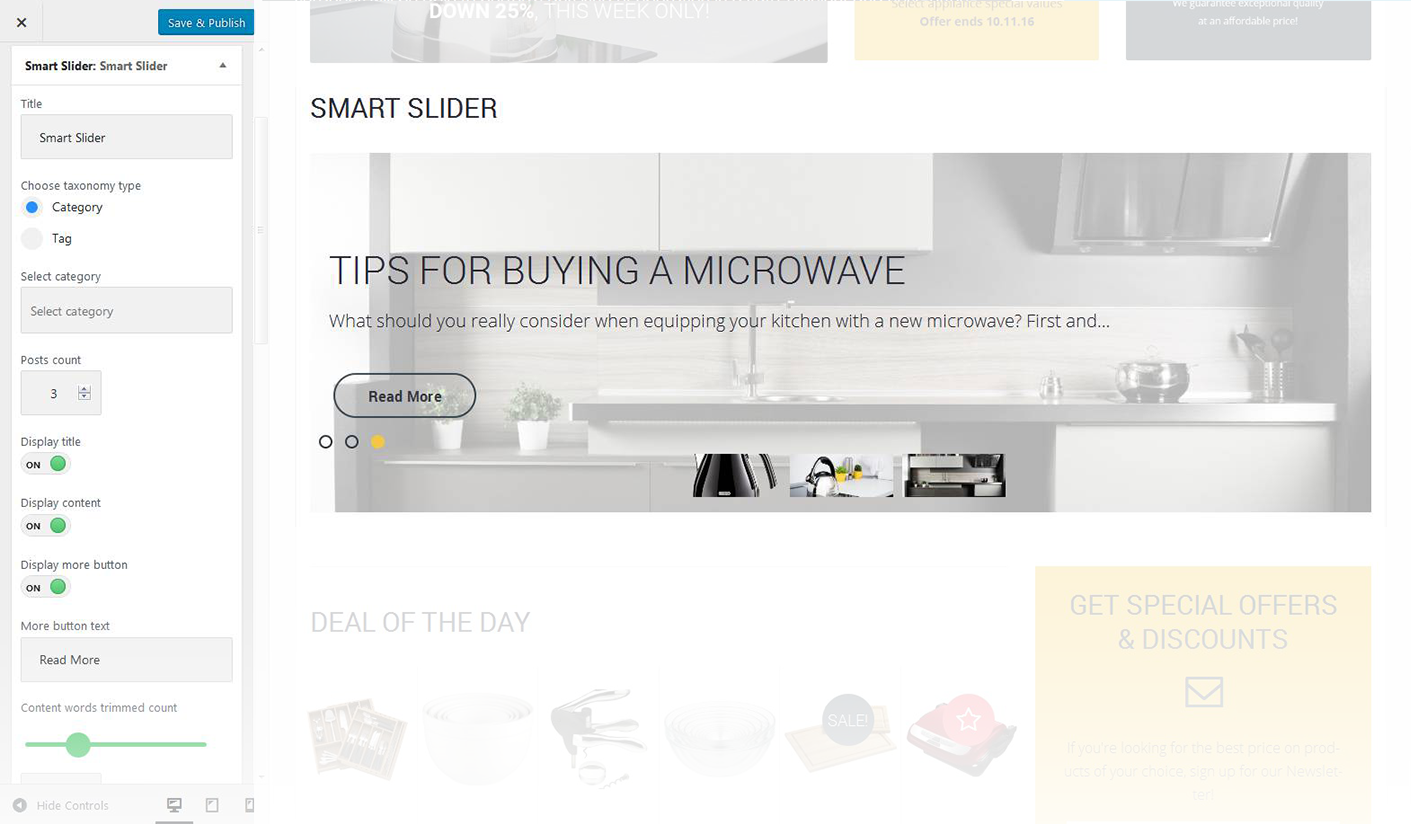 Save & Publish
Smart Slider: Smart Slider
Title
Smart Slider
Choose taxonomy type
Category
Tag
Select category
Select category
Posts count
3
Display title
ON
Display content
ON
Display more button
ON
More button text
Read More
Content words trimmed count
Hide Controls
DOWN 25%, THIS WEEK ONLY!
Select appliance special values
Offer ends 10.11.16
We guarantee exceptional quality
at an affordable price!
SMART SLIDER
TIPS FOR BUYING A MICROWAVE
What should you really consider when equipping your kitchen with a new microwave? First and...
Read More
DEAL OF THE DAY
SALE!
GET SPECIAL OFFERS
& DISCOUNTS
If you're looking for the best price on prod-
ucts of your choice, sign up for our Newslet-
ter!